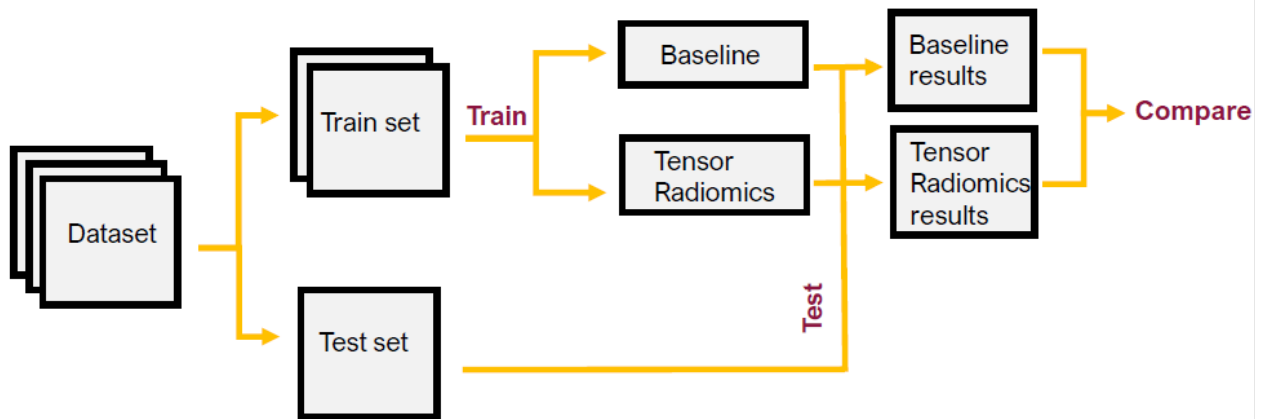 Dataset
Train set
Test set
Train
Baseline
Tensor
Radiomics
Test
Baseline
results
Tensor
Radiomics
results
Compare